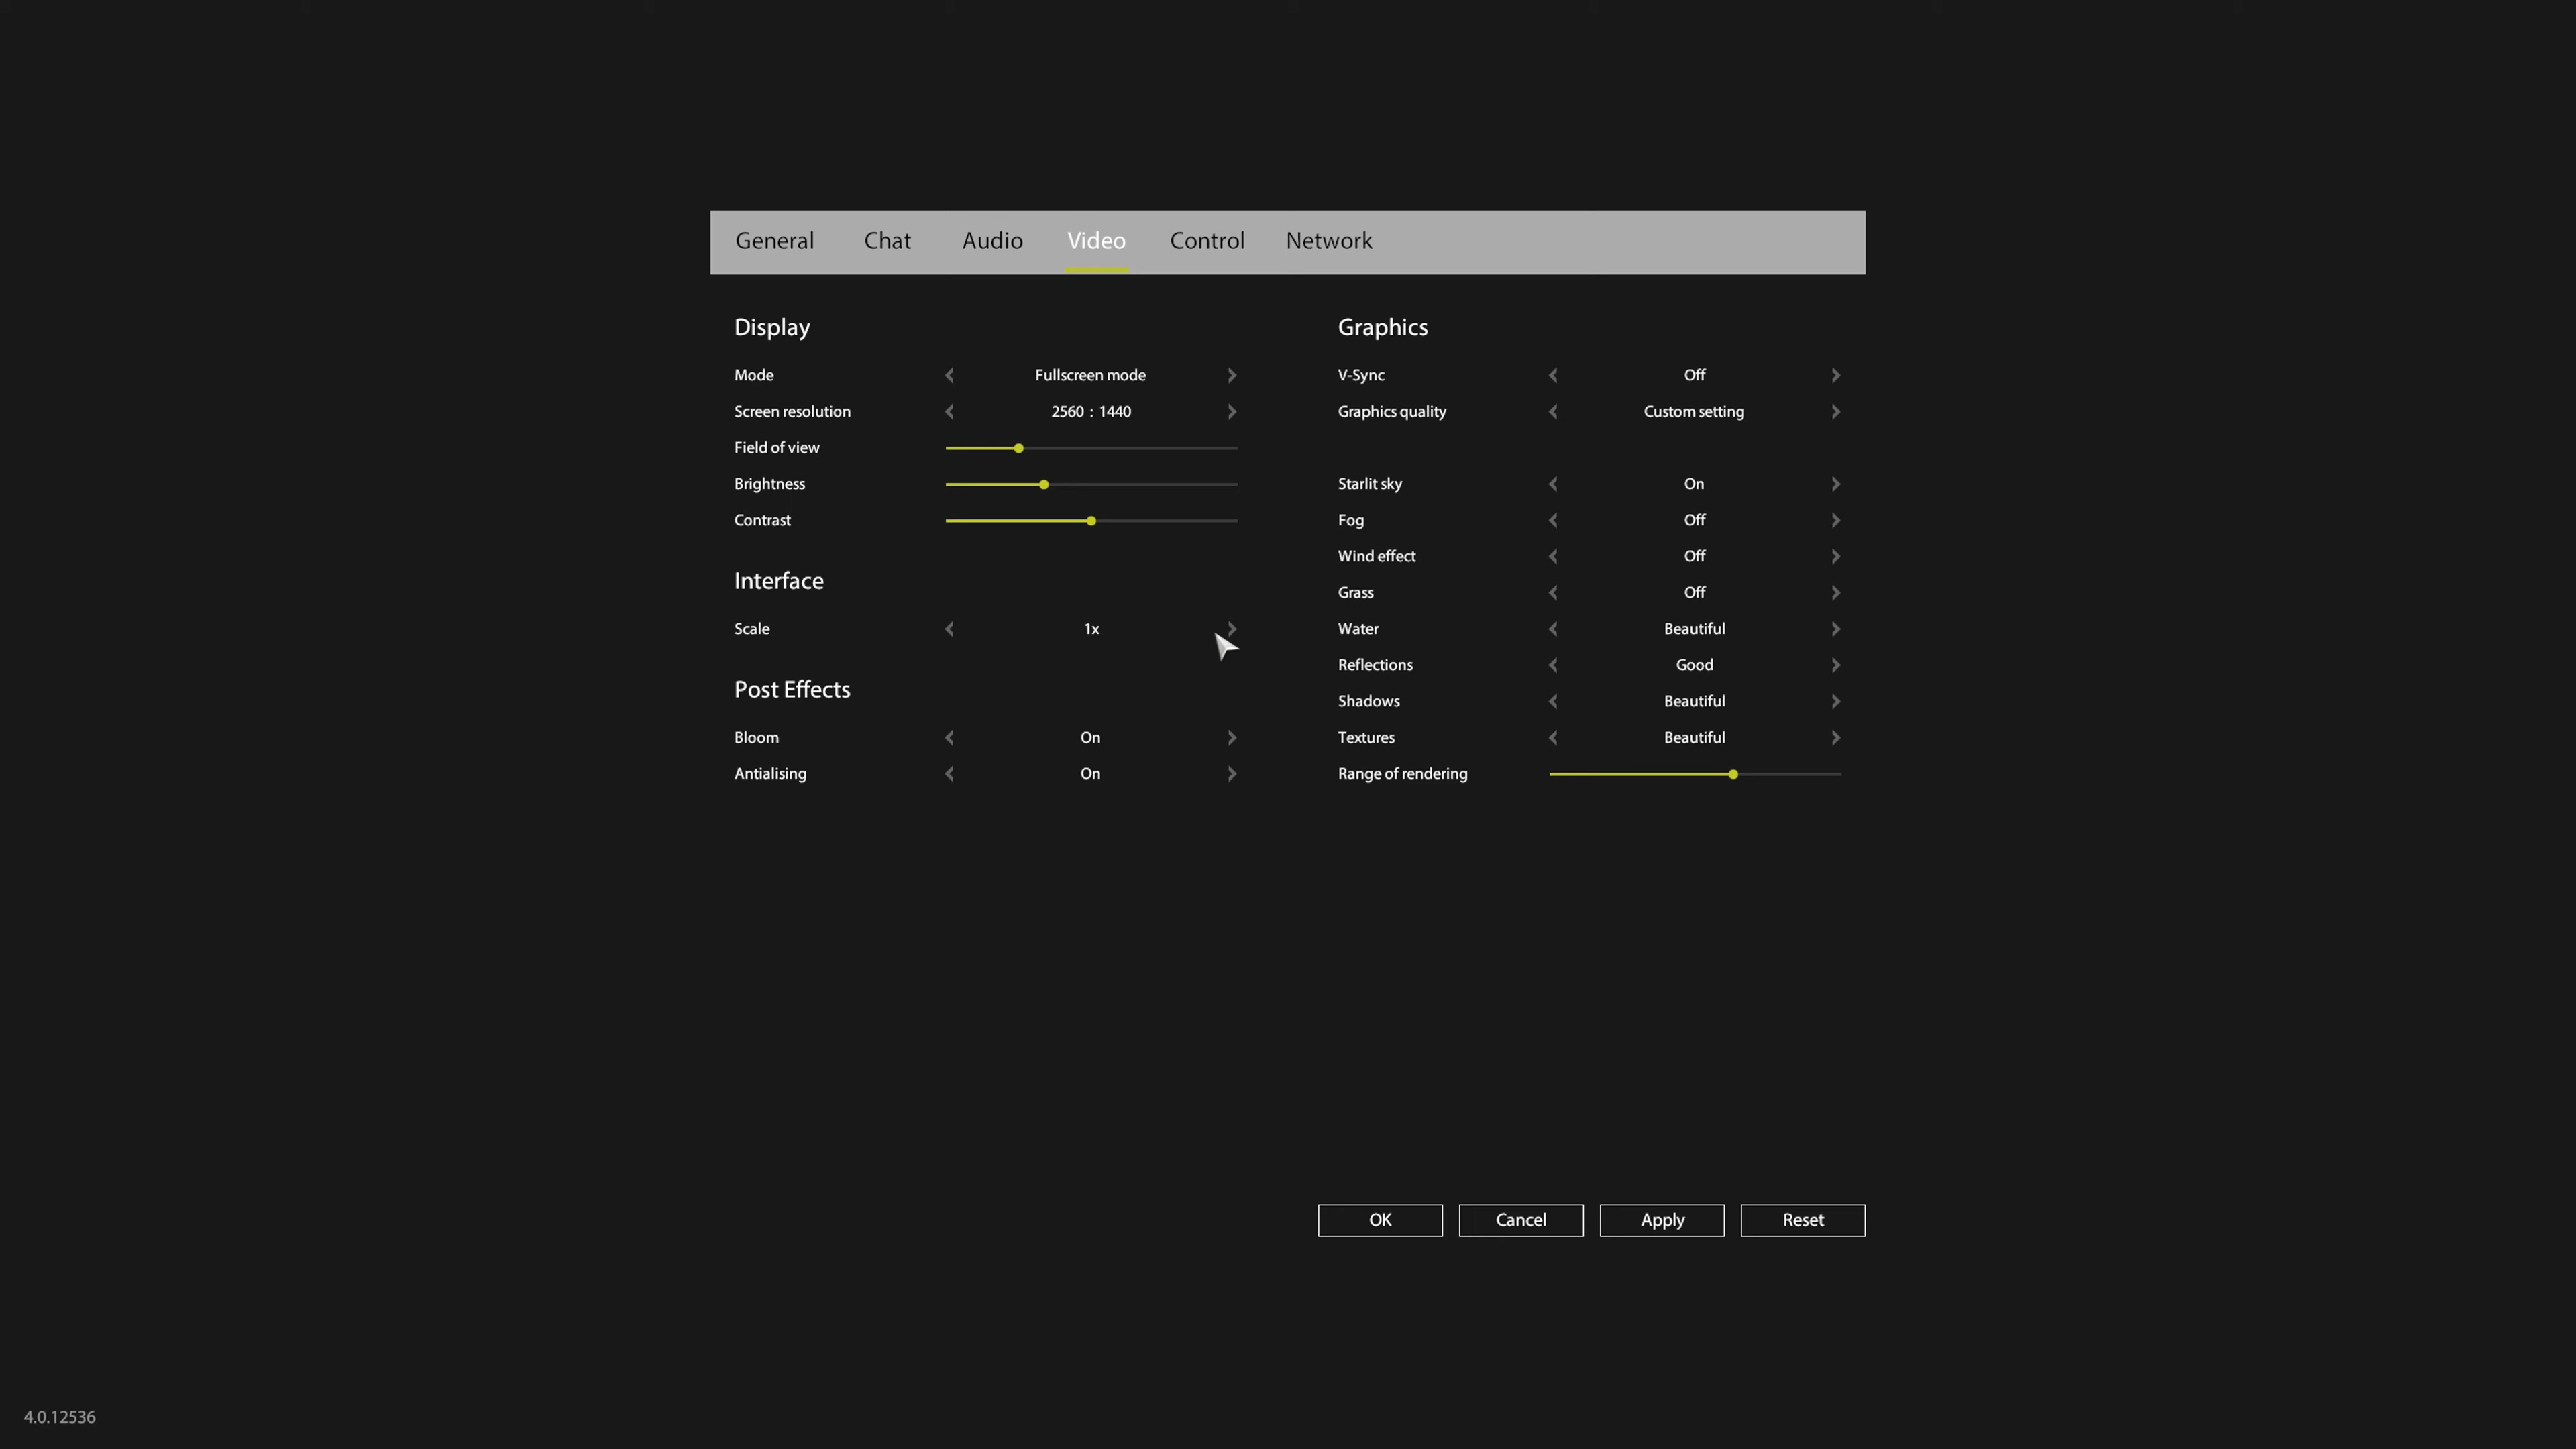 General Chat Audio Video Control Network
Display
Mode Fullscreen mode
Screen resolution 2560 : 1440
Field of view
Brightness
Contrast
Interface
Scale 1x
Post Effects
Bloom On
Antialising On
Graphics
V-Sync Off
Graphics quality Custom setting
Starlit sky On
Fog Off
Wind effect Off
Grass Off
Water Beautiful
Reflections Good
Shadows Beautiful
Textures Beautiful
Range of rendering
OK Cancel Apply Reset
4.0.12536